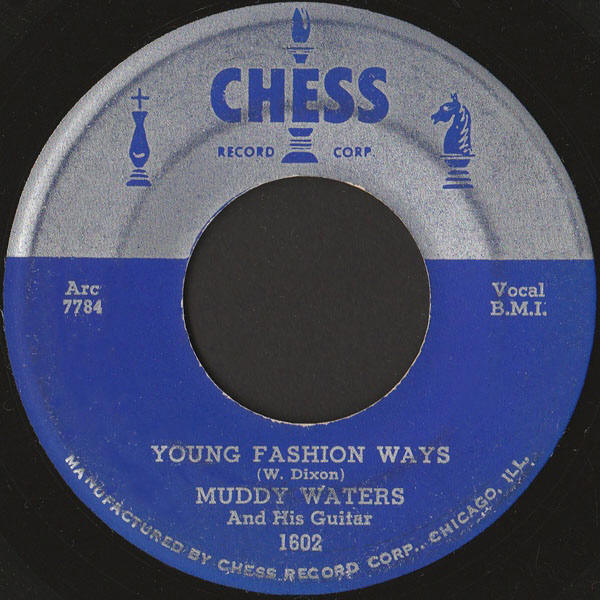 CHESS
RECORD CORP.
Arc
7784
Vocal
B.M.I.
YOUNG FASHION WAYS
(W. Dixon)
MUDDY WATERS
And His Guitar
1602
MANUFACTURED BY CHESS RECORD CORP., CHICAGO, ILL.